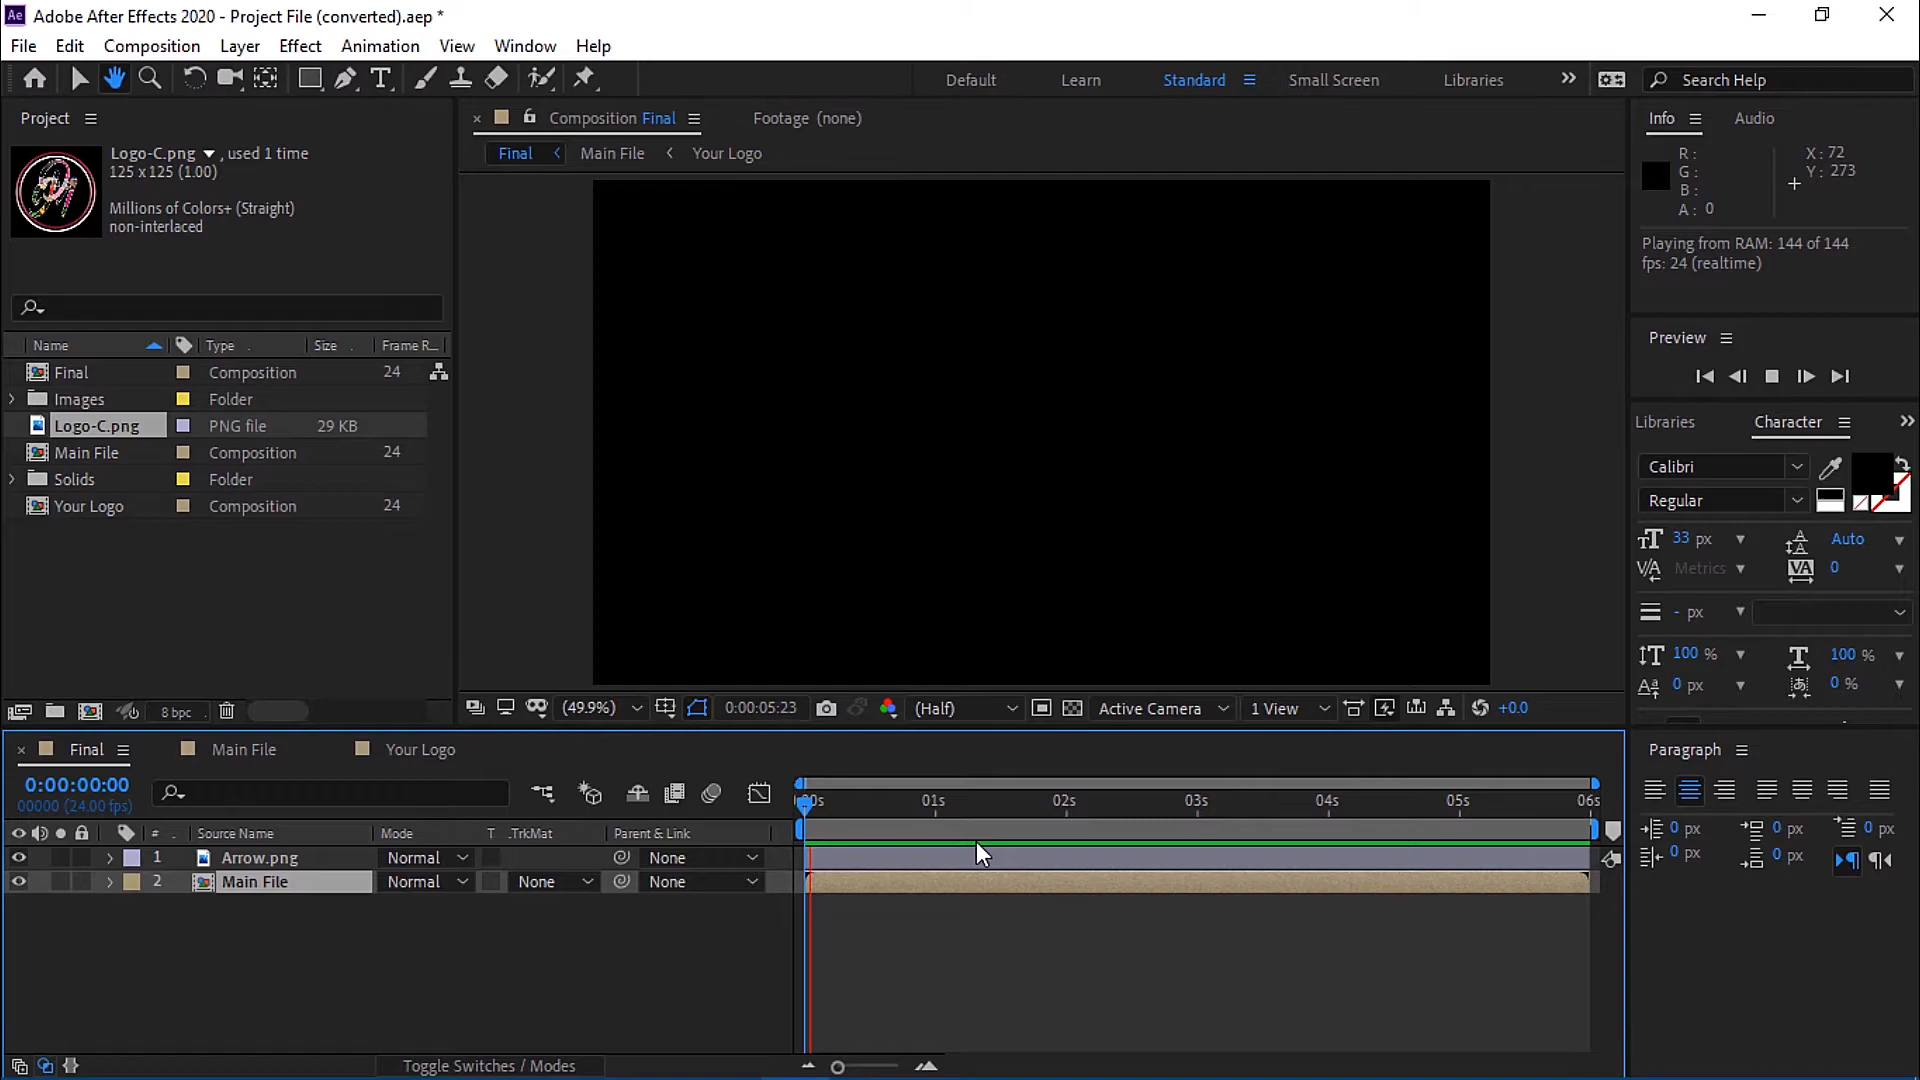 Ae Adobe After Effects 2020 - Project File (converted).aep *
File Edit Composition Layer Effect Animation View Window Help
T Default Learn Standard Small Screen Libraries Search Help
Project
Composition Final Footage (none)
Info Audio
Logo-C.png , used 1 time
125 x 125 (1.00)
Millions of Colors+ (Straight)
non-interlaced
Final Main File Your Logo
R :
G :
B :
A : 0
X : 72
Y : 273
Playing from RAM: 144 of 144
fps: 24 (realtime)
Name Type Size Frame R...
Final Composition 24
Images Folder
Logo-C.png PNG file 29 KB
Main File Composition 24
Solids Folder
Your Logo Composition 24
Preview
Libraries Character
Calibri
Regular
33 px Auto
Metrics 0
- px
100 % 100 %
0 px 0 %
8 bpc
(49.9%) 0:00:05:23 (Half) Active Camera 1 View +0.0
Final Main File Your Logo
Paragraph
0:00:00:00
00000 (24.00 fps)
00s 01s 02s 03s 04s 05s 06s
# Source Name Mode T .TrkMat Parent & Link
1 Arrow.png Normal None
2 Main File Normal None None
0 px 0 px 0 px
0 px 0 px
Toggle Switches / Modes